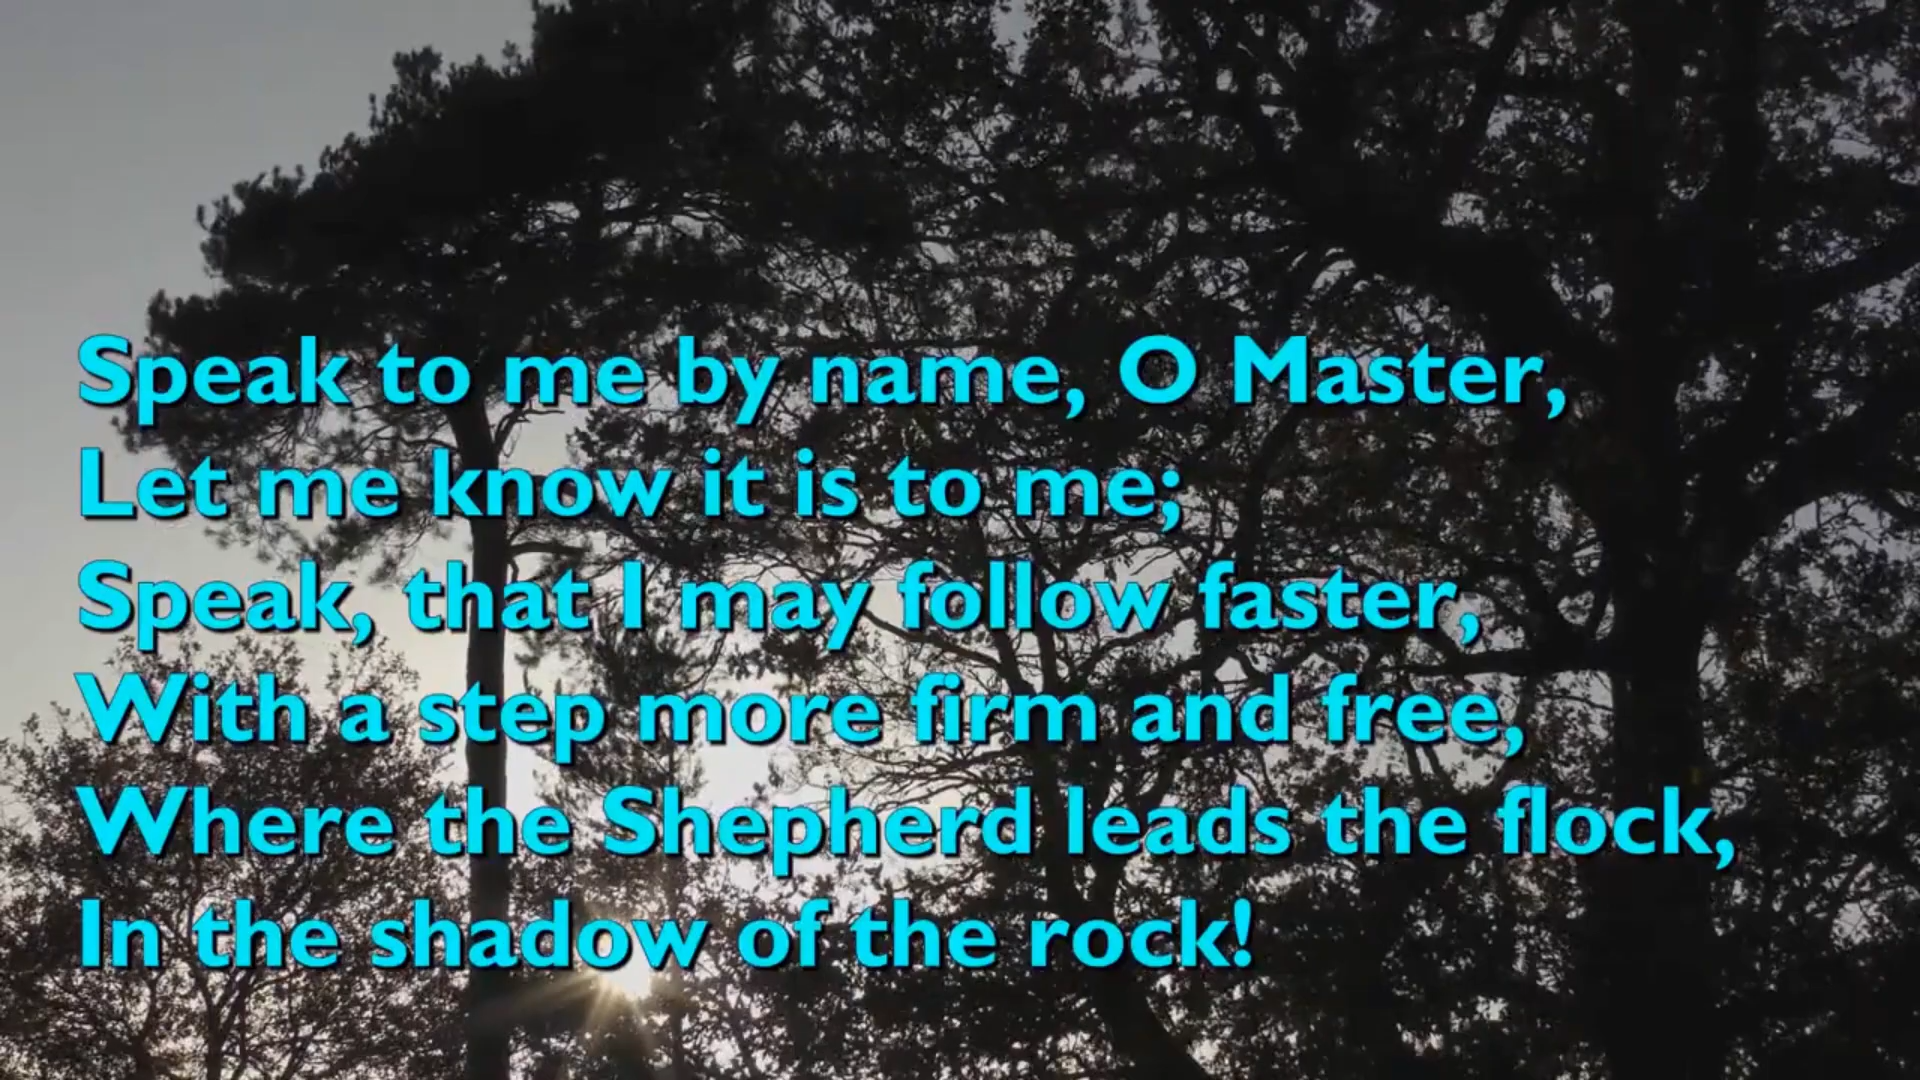 Speak to me by name, O Master,
Let me know it is to me;
Speak, that I may follow faster,
With a step more firm and free,
Where the Shepherd leads the flock,
In the shadow of the rock!